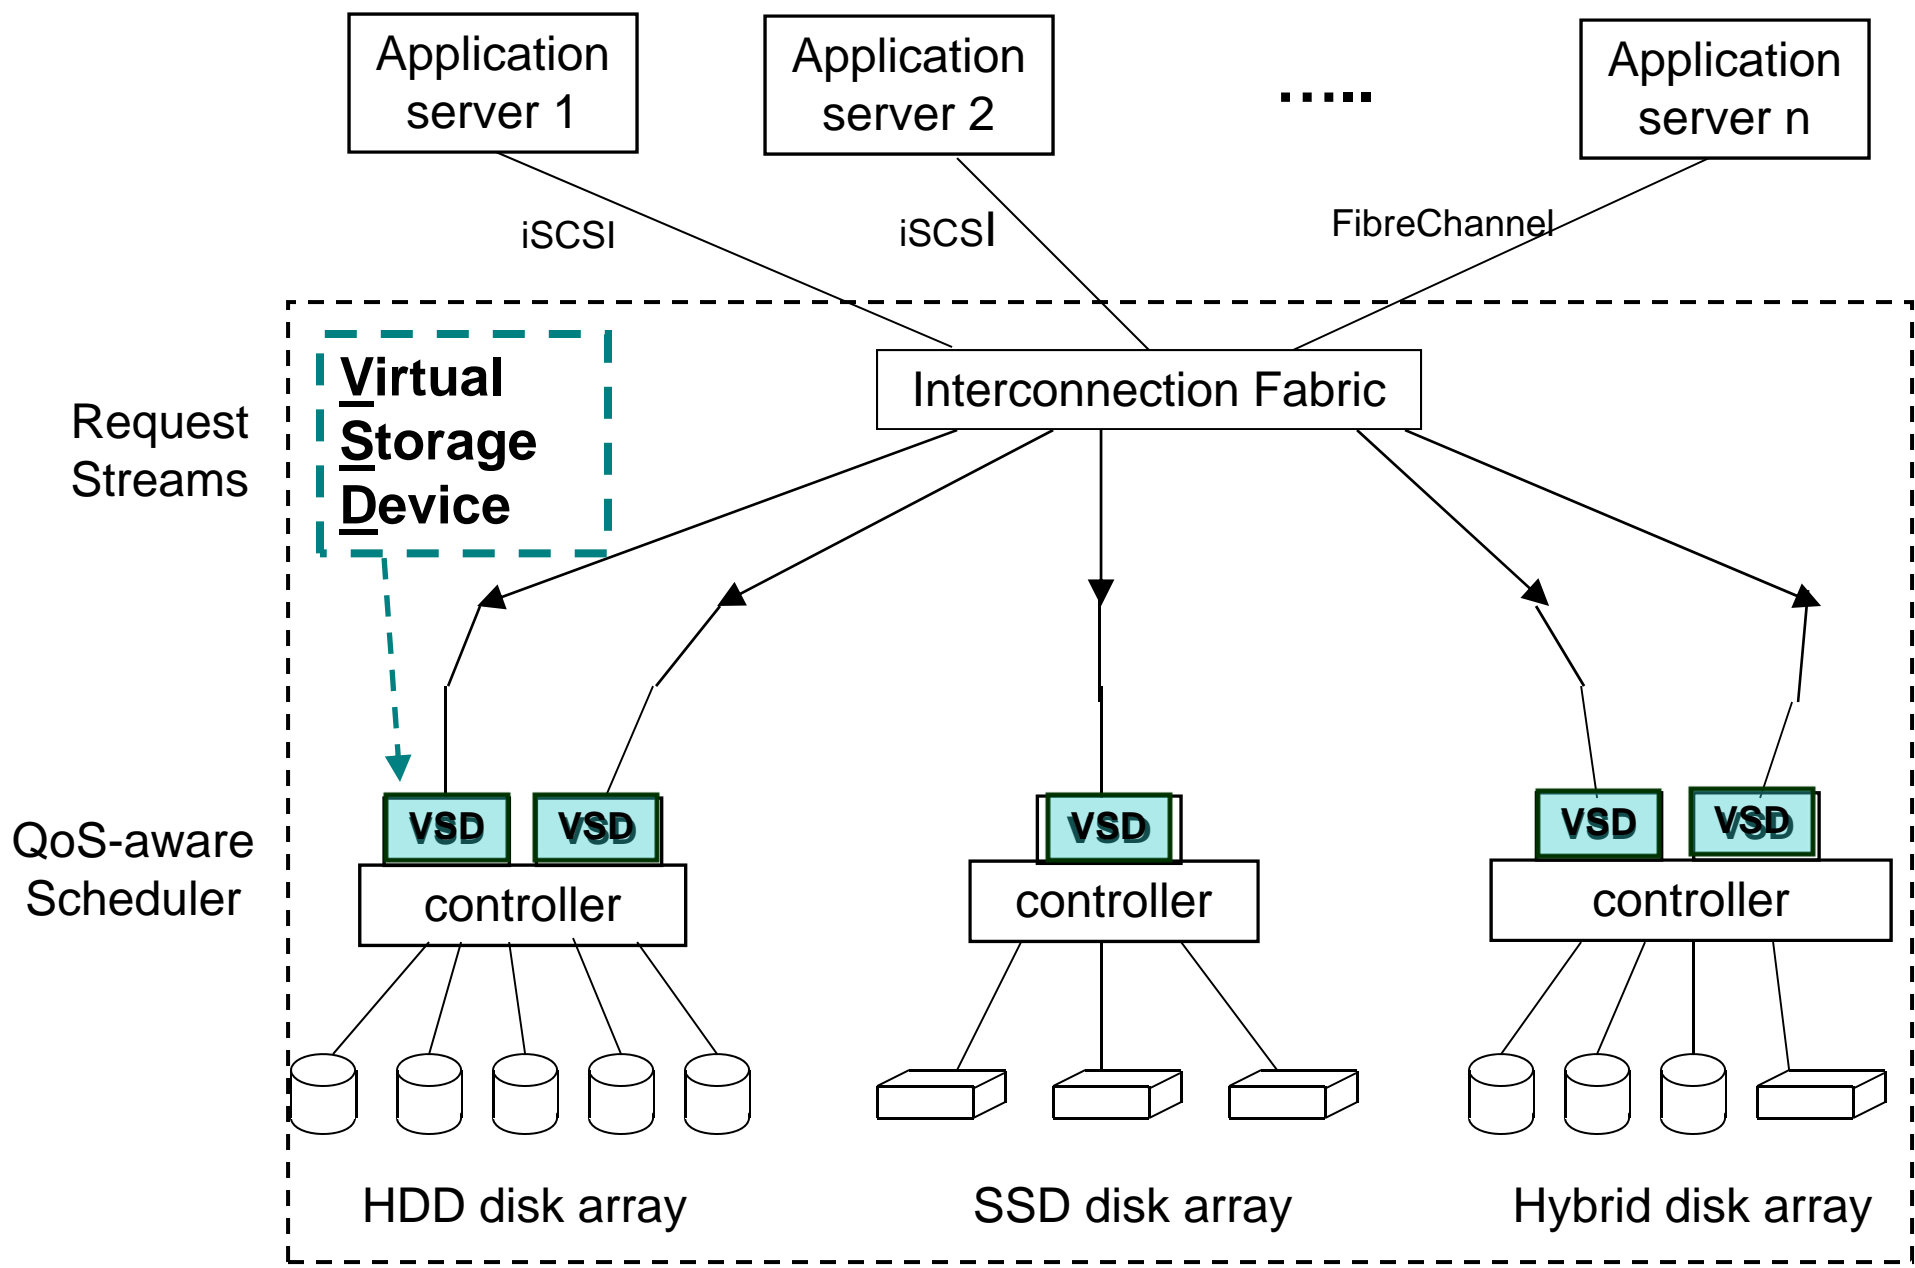 Application
server 1
Application
server 2
.....
Application
server n
iSCSI
iSCSI
FibreChannel
Virtual
Storage
Device
Interconnection Fabric
Request
Streams
VSD
VSD
VSD
VSD
VSD
QoS-aware
Scheduler
controller
controller
controller
HDD disk array
SSD disk array
Hybrid disk array